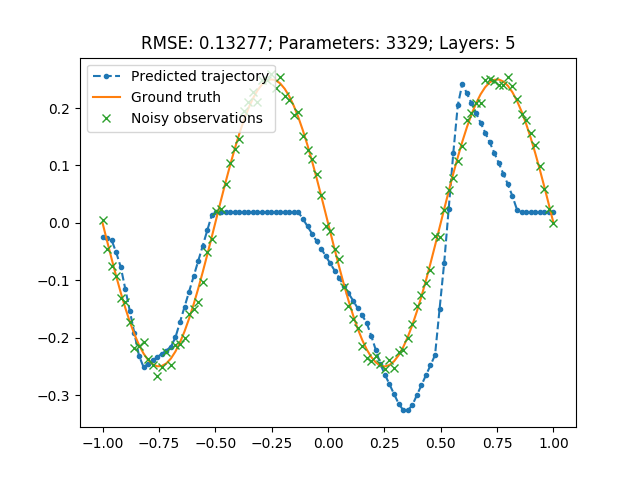 RMSE: 0.13277; Parameters: 3329; Layers: 5
Predicted trajectory
Ground truth
Noisy observations
0.2
0.1
0.0
−0.1
−0.2
−0.3
−1.00 −0.75 −0.50 −0.25 0.00 0.25 0.50 0.75 1.00